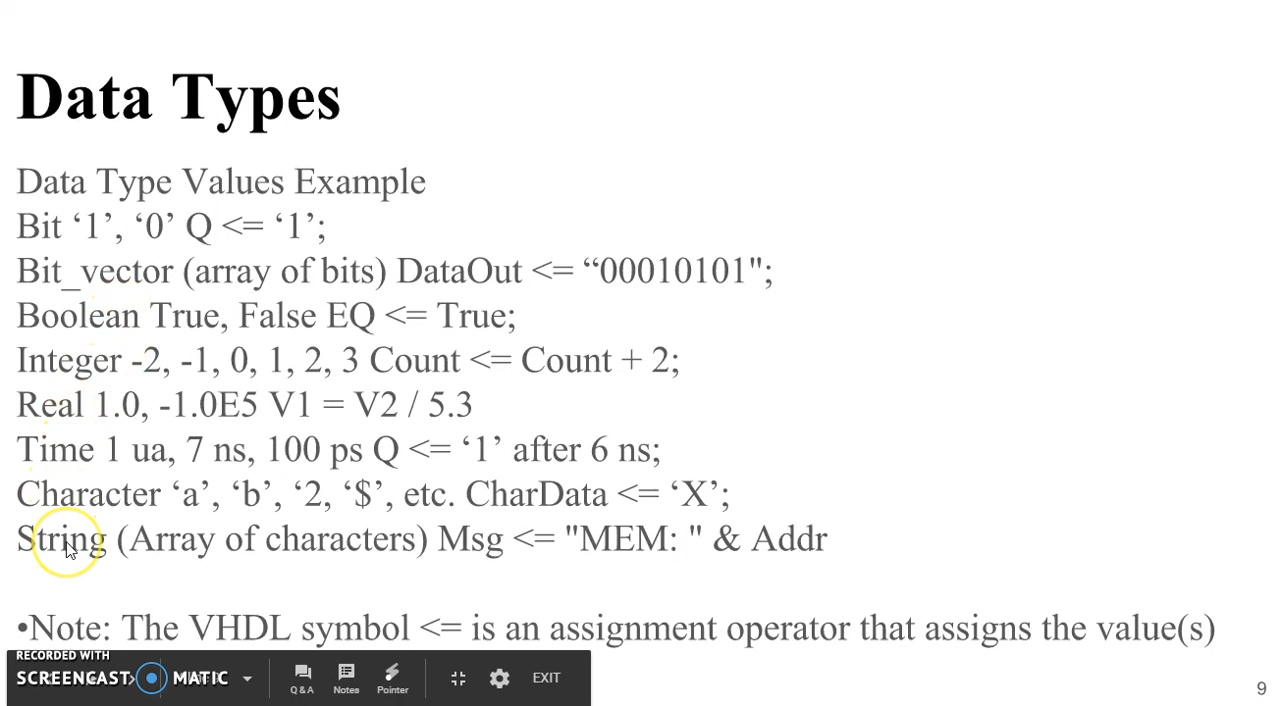 Data Types
Data Type Values Example
Bit ‘1’, ‘0’ Q <= ‘1’;
Bit_vector (array of bits) DataOut <= “00010101";
Boolean True, False EQ <= True;
Integer -2, -1, 0, 1, 2, 3 Count <= Count + 2;
Real 1.0, -1.0E5 V1 = V2 / 5.3
Time 1 ua, 7 ns, 100 ps Q <= ‘1’ after 6 ns;
Character ‘a’, ‘b’, ‘2, ‘$’, etc. CharData <= ‘X’;
String (Array of characters) Msg <= "MEM: " & Addr
•Note: The VHDL symbol <= is an assignment operator that assigns the value(s)
RECORDED WITH
SCREENCAST MATIC
Q & A Notes Pointer EXIT
9